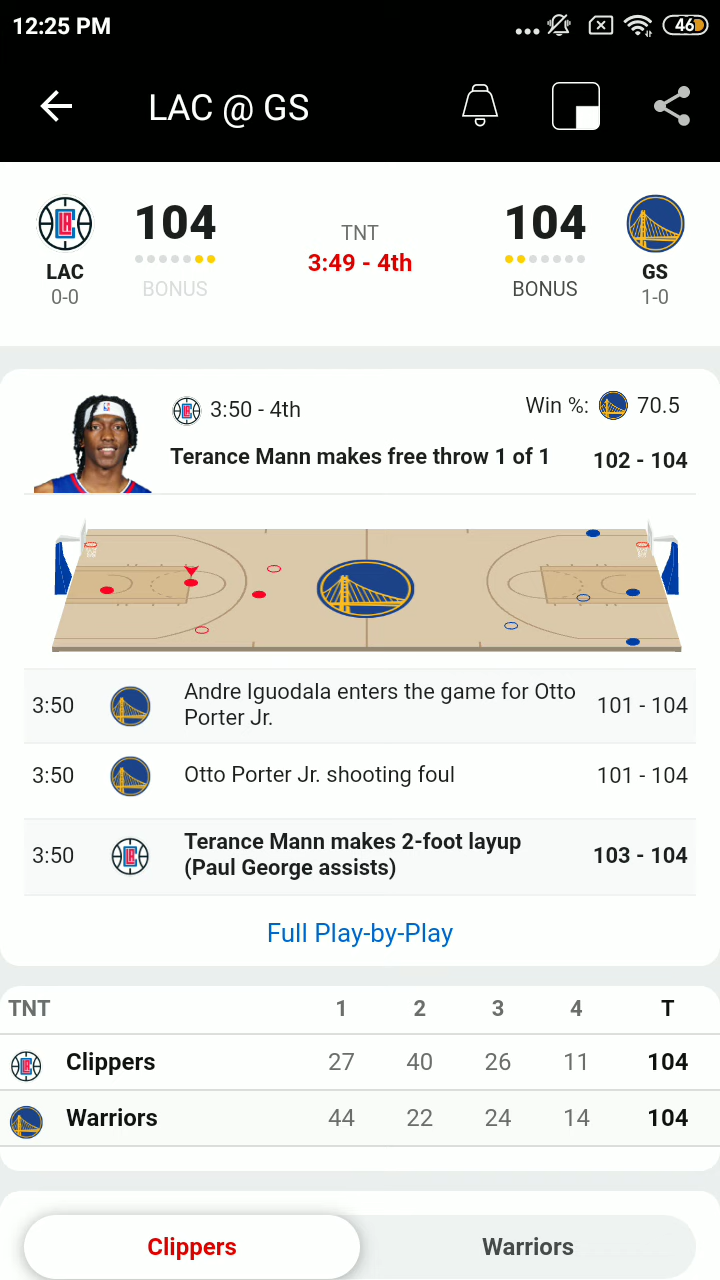 12:25 PM
46
LAC @ GS
104
TNT
104
3:49 - 4th
LAC
BONUS
BONUS
GS
0-0
1-0
3:50 - 4th
Win %: 70.5
Terance Mann makes free throw 1 of 1
102 - 104
3:50
Andre Iguodala enters the game for Otto
Porter Jr.
101 - 104
3:50
Otto Porter Jr. shooting foul
101 - 104
3:50
Terance Mann makes 2-foot layup
(Paul George assists)
103 - 104
Full Play-by-Play
TNT 1 2 3 4 T
Clippers 27 40 26 11 104
Warriors 44 22 24 14 104
Clippers
Warriors